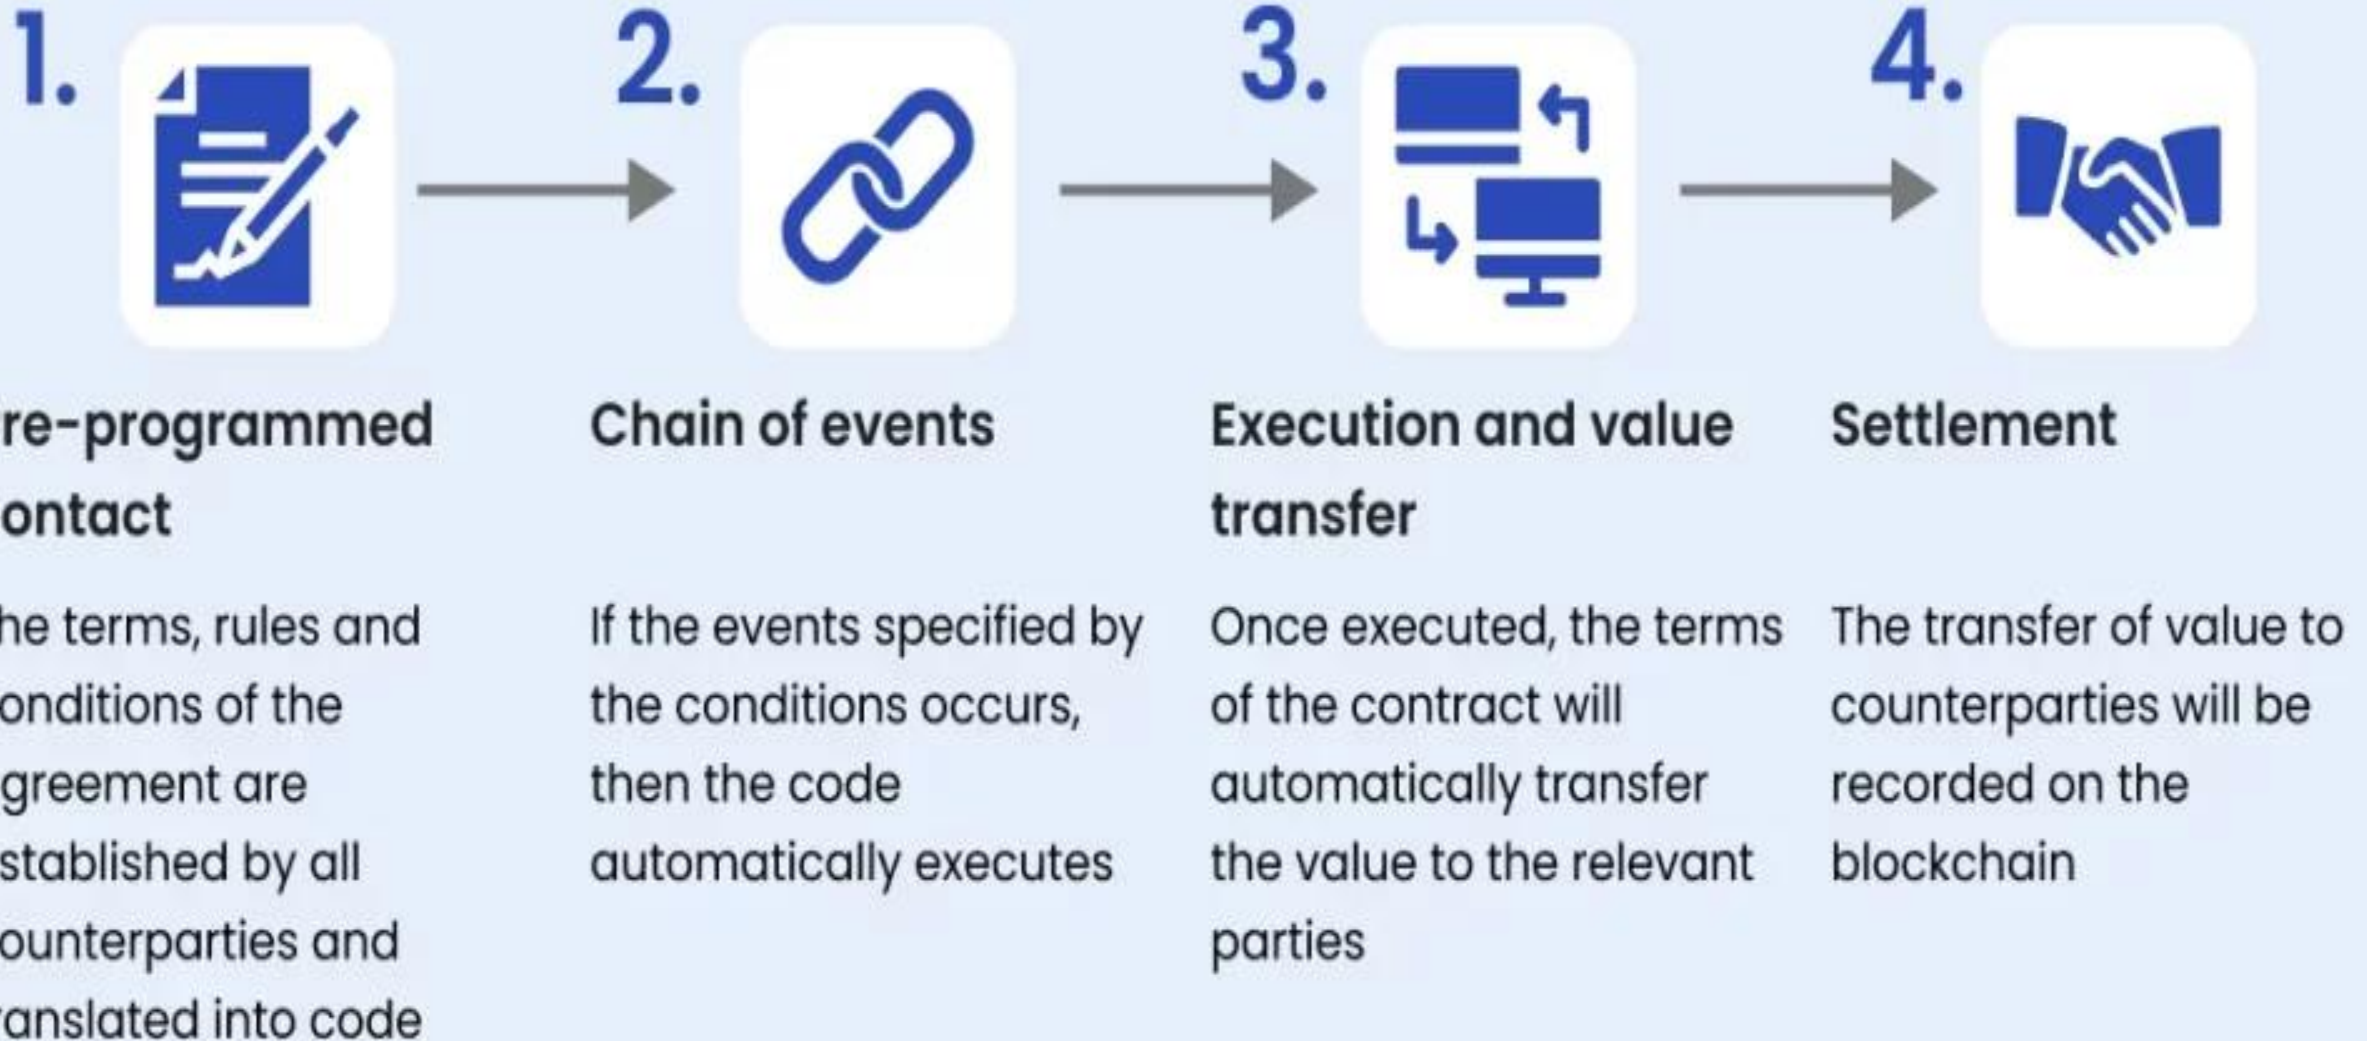 1.
re-programmed
ontact
he terms, rules and
onditions of the
greement are
stablished by all
ounterparties and
ranslated into code
2.
Chain of events
If the events specified by
the conditions occurs,
then the code
automatically executes
3.
Execution and value
transfer
Once executed, the terms
of the contract will
automatically transfer
the value to the relevant
parties
4.
Settlement
The transfer of value to
counterparties will be
recorded on the
blockchain